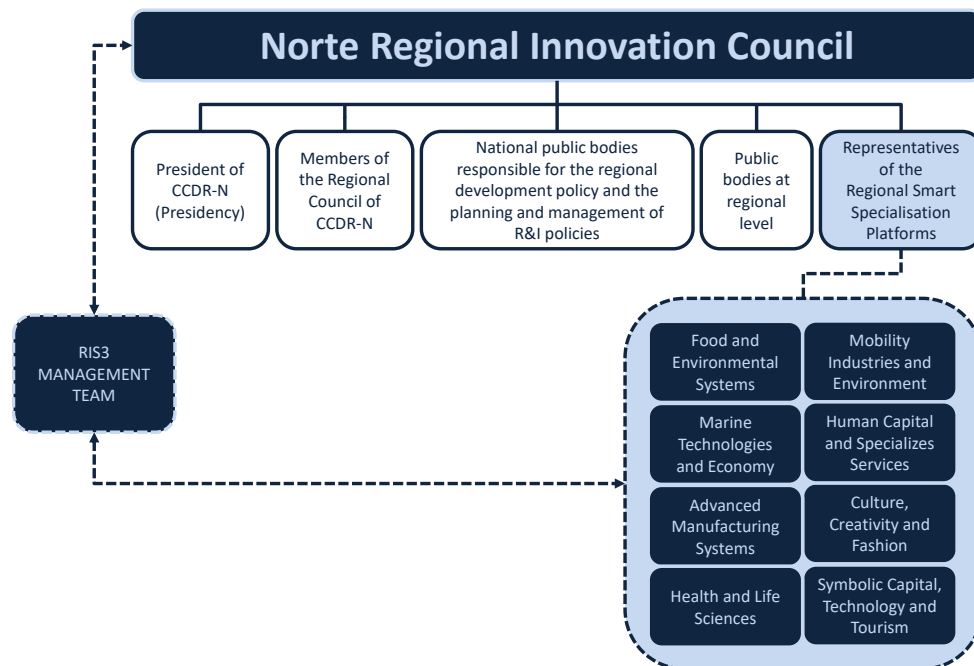 Norte Regional Innovation Council
President of
CCDR-N
(Presidency)
Members of
the Regional
Council of
CCDR-N
National public bodies
responsible for the regional
development policy and the
planning and management of
R&I policies
Public
bodies at
regional
level
Representatives
of the
Regional Smart
Specialisation
Platforms
RIS3
MANAGEMENT
TEAM
Food and
Environmental
Systems
Mobility
Industries and
Environment
Marine
Technologies
and Economy
Human Capital
and Specializes
Services
Advanced
Manufacturing
Systems
Culture,
Creativity and
Fashion
Health and Life
Sciences
Symbolic Capital,
Technology and
Tourism